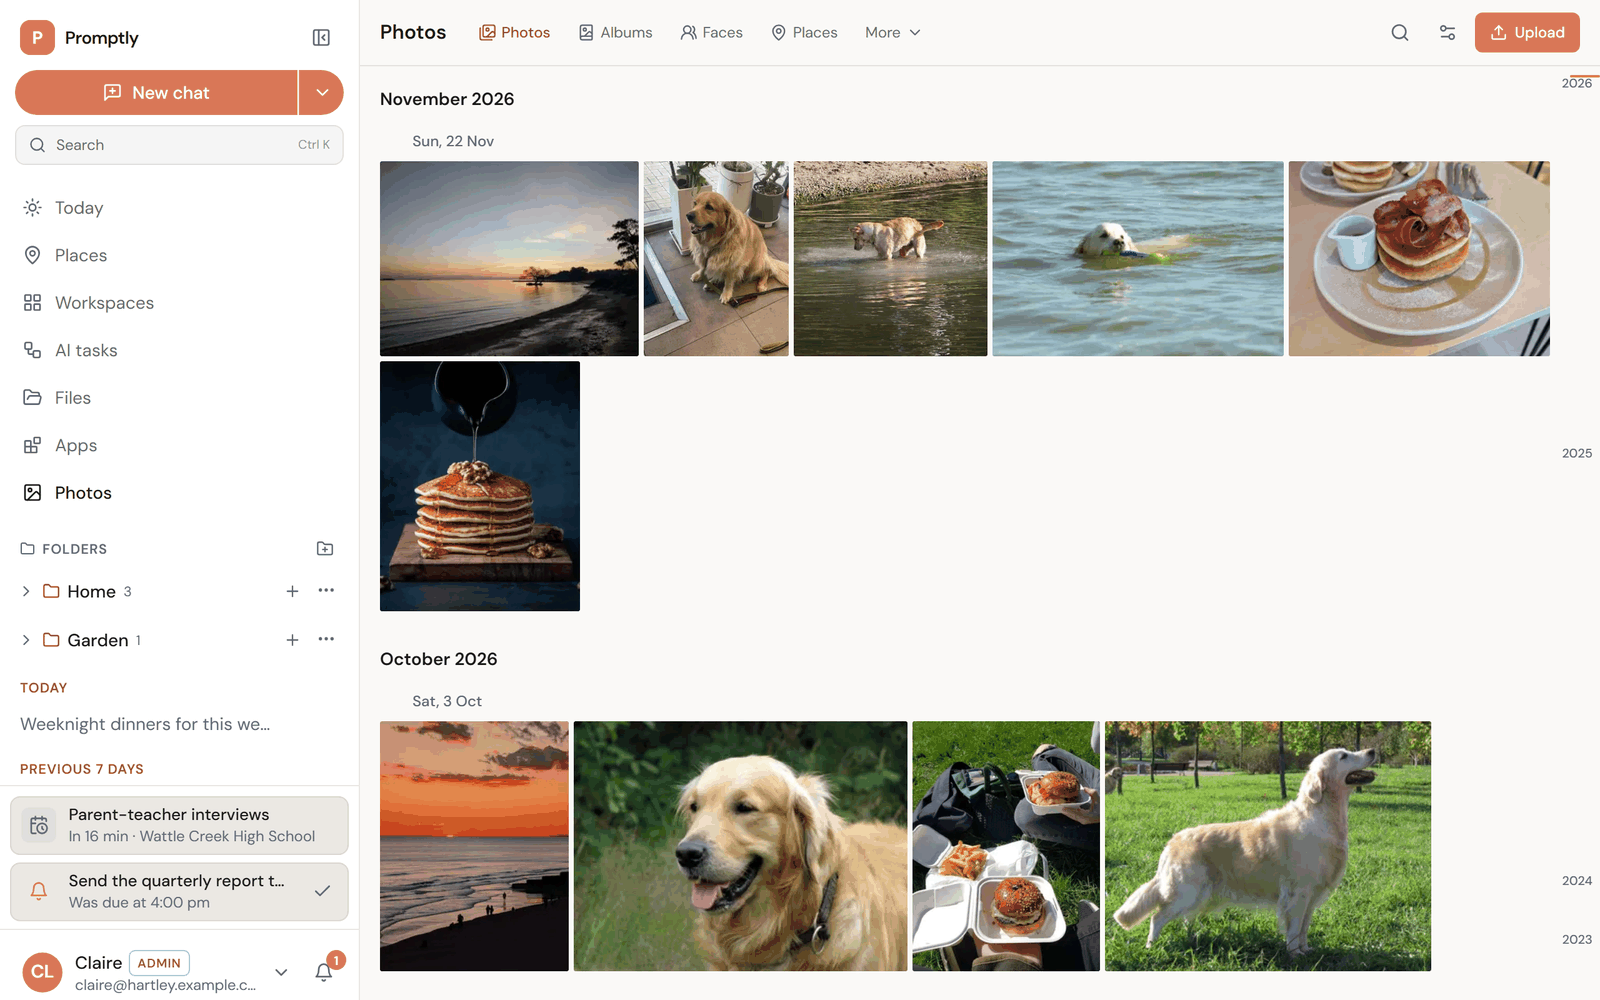 P
Promptly
New chat
Search
Ctrl K
Today
Places
Workspaces
AI tasks
Files
Apps
Photos
FOLDERS
Home 3
Garden 1
TODAY
Weeknight dinners for this we...
PREVIOUS 7 DAYS
Parent-teacher interviews
In 16 min · Wattle Creek High School
Send the quarterly report t...
Was due at 4:00 pm
CL
Claire
ADMIN
claire@hartley.example.c...
1
Photos
Photos
Albums
Faces
Places
More
Upload
2026
November 2026
Sun, 22 Nov
2025
October 2026
Sat, 3 Oct
2024
2023